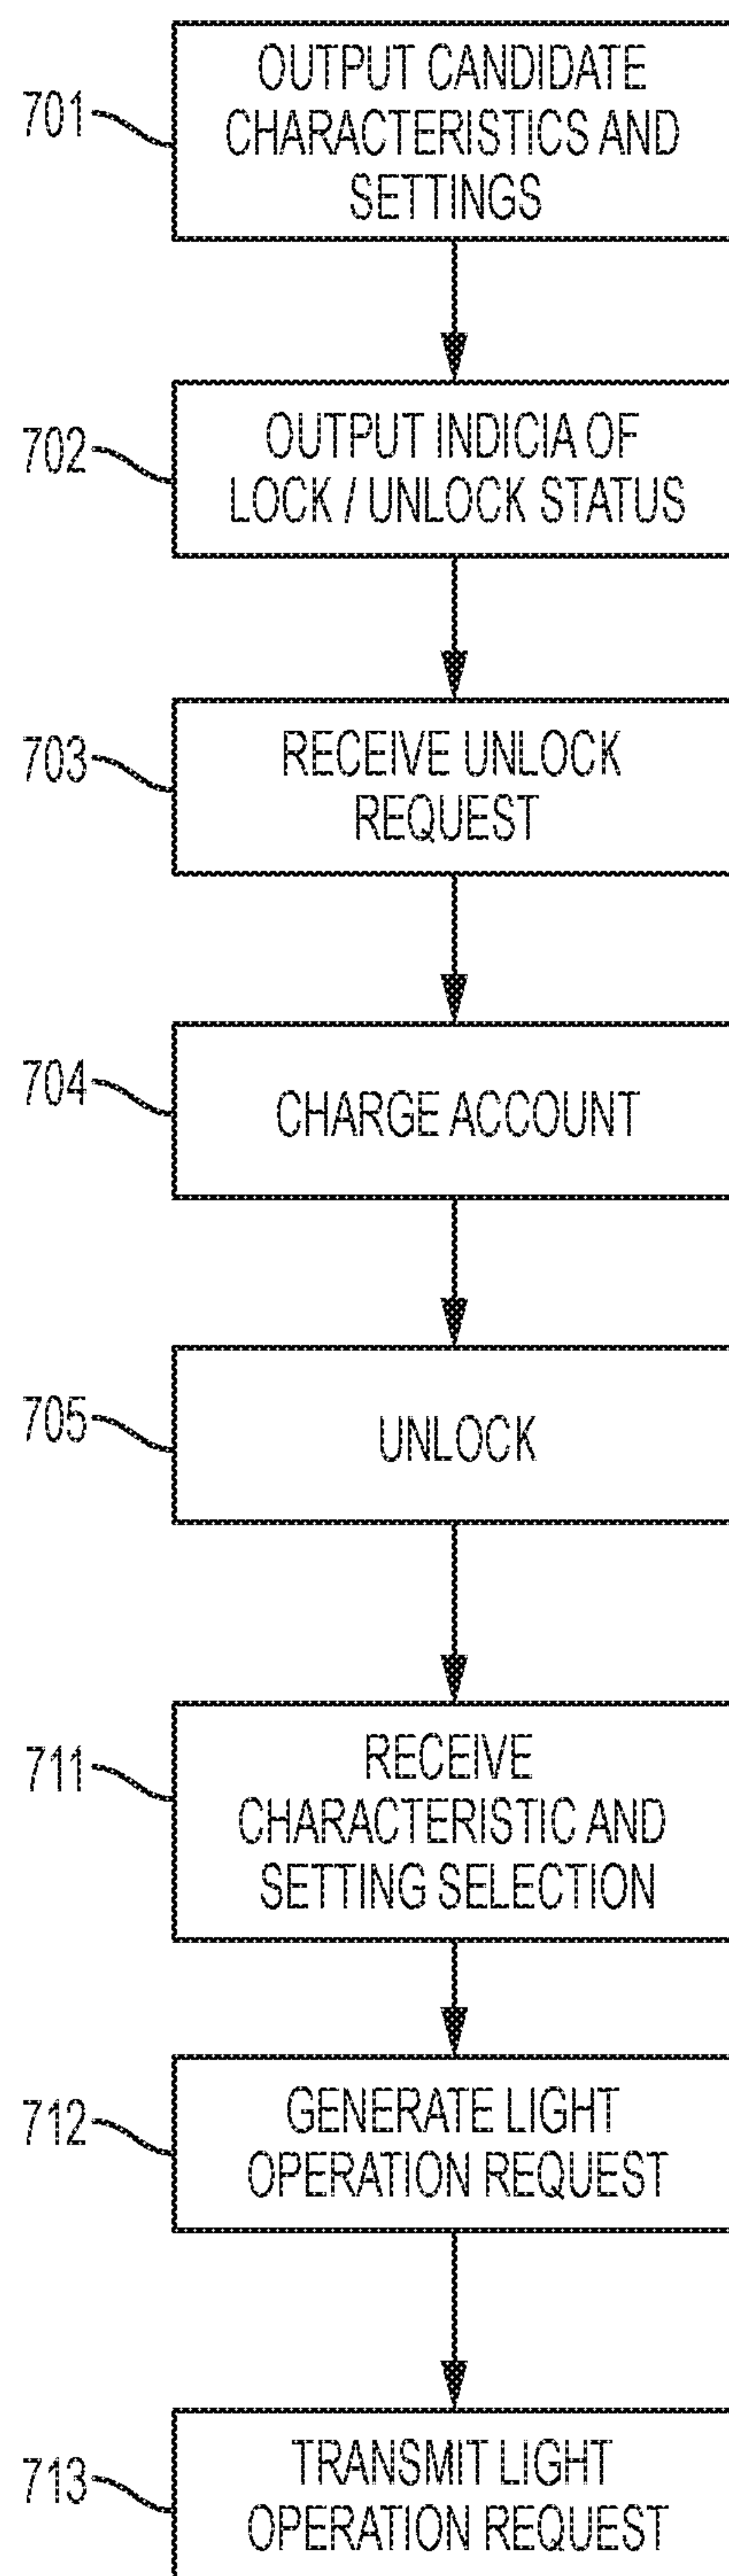 701
OUTPUT CANDIDATE
CHARACTERISTICS AND
SETTINGS
702
OUTPUT INDICIA OF
LOCK / UNLOCK STATUS
703
RECEIVE UNLOCK
REQUEST
704
CHARGE ACCOUNT
705
UNLOCK
711
RECEIVE
CHARACTERISTIC AND
SETTING SELECTION
712
GENERATE LIGHT
OPERATION REQUEST
713
TRANSMIT LIGHT
OPERATION REQUEST